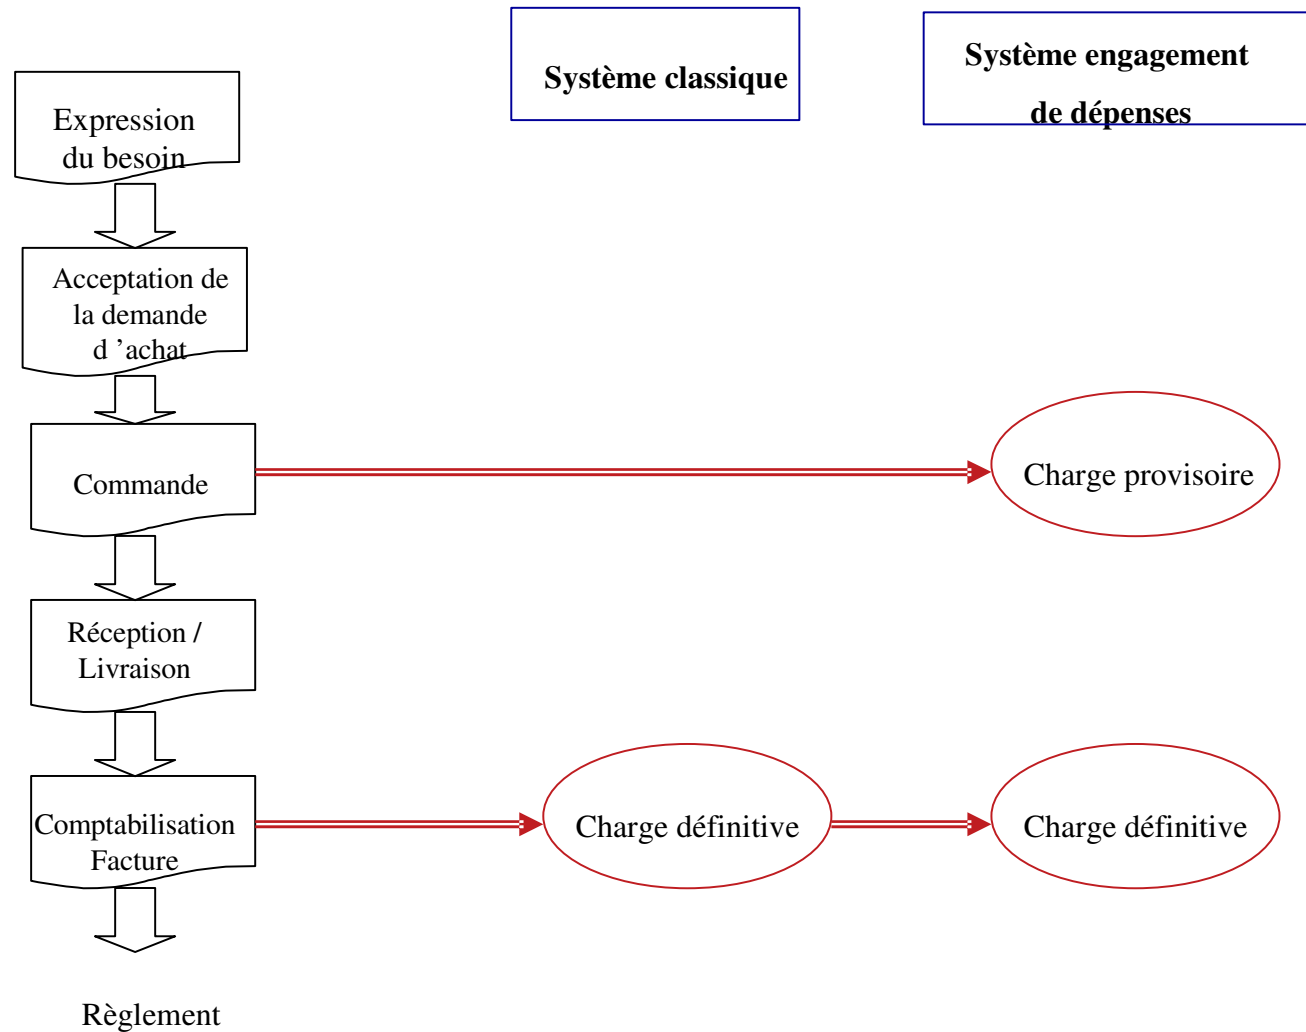 Système classique
Système engagement
de dépenses
Expression
du besoin
Acceptation de
la demande
d ’achat
Commande
Charge provisoire
Réception /
Livraison
Comptabilisation
Facture
Charge définitive
Charge définitive
Règlement